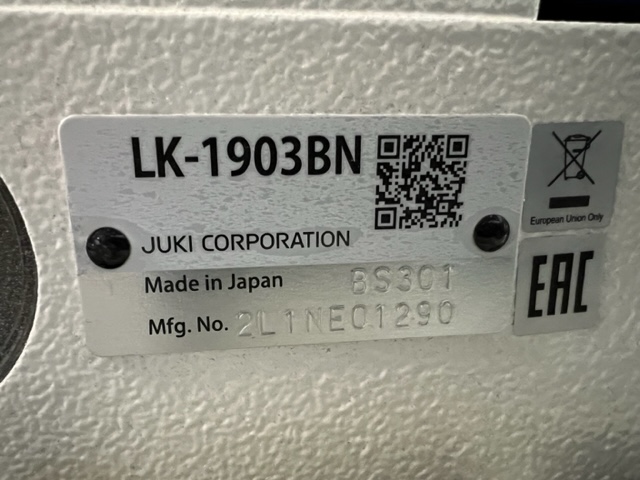 LK-1903BN
JUKI CORPORATION
Made in Japan BS301
Mfg. No. 2L1NE01290
European Union Only
EAC